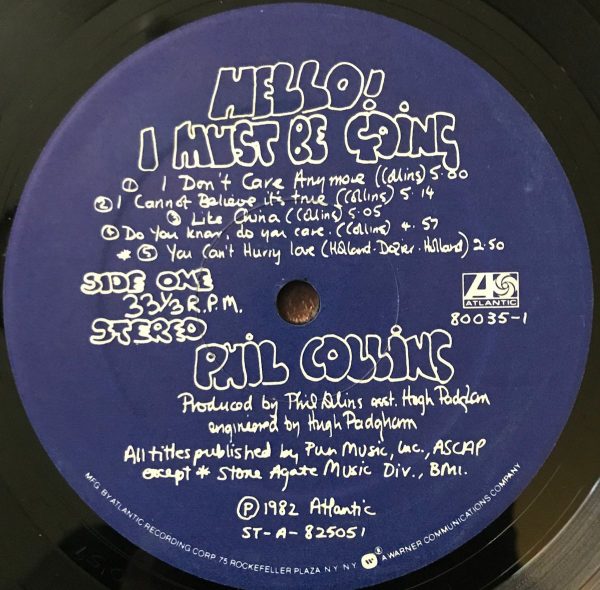 HELLO!
I MUST BE GOING
① I Don't Care Anymore (Collins) 5.00
② I Cannot Believe it's true (Collins) 5.14
③ Like China (Collins) 5.05
④ Do you know, do you care. (Collins) 4.57
* ⑤ You Can't Hurry love (Holland-Dozier-Holland) 2.50
SIDE ONE
33⅓ R.P.M.
STEREO
ATLANTIC
80035-1
PHIL COLLINS
Produced by Phil Collins asst. Hugh Padgham
engineered by Hugh Padgham
All titles published by Pun Music, Inc., ASCAP
except * Stone Agate Music Div., BMI.
Ⓟ 1982 Atlantic
ST-A-825051
MFG. BY ATLANTIC RECORDING CORP. 75 ROCKEFELLER PLAZA NY NY W ® A WARNER COMMUNICATIONS COMPANY